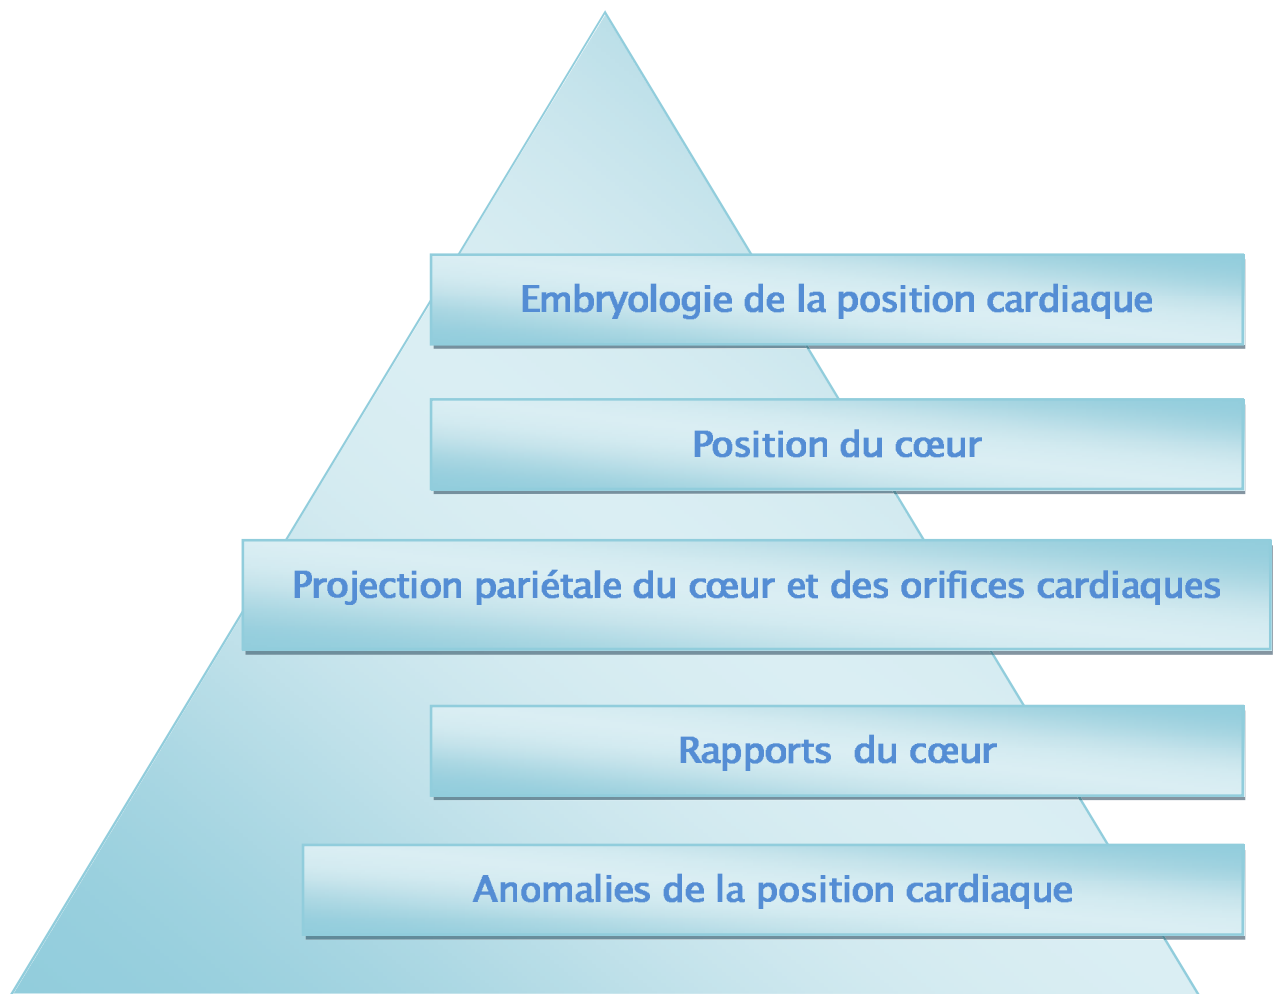 Embryologie de la position cardiaque
Position du cœur
Projection pariétale du cœur et des orifices cardiaques
Rapports  du cœur
Anomalies de la position cardiaque